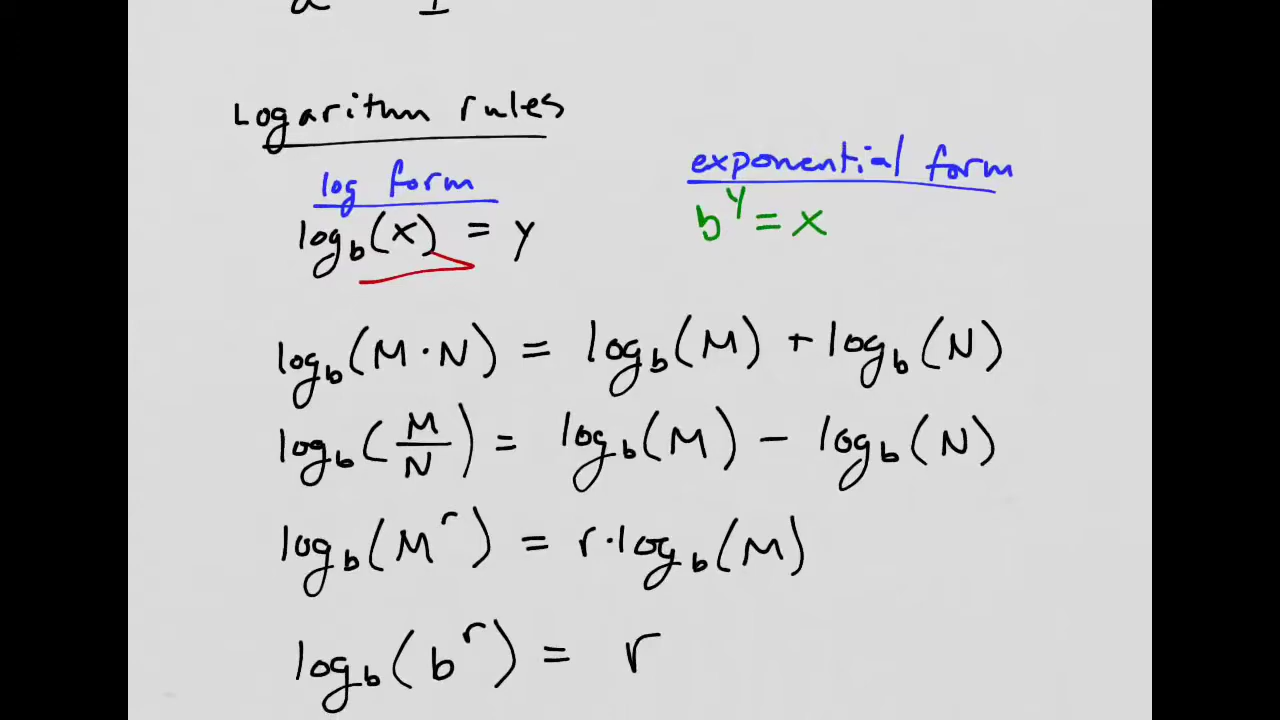 Logarithm rules
log form exponential form
log_b(x) = y b^y = x
log_b(M · N) = log_b(M) + log_b(N)
log_b(M/N) = log_b(M) − log_b(N)
log_b(M^r) = r · log_b(M)
log_b(b^r) = r